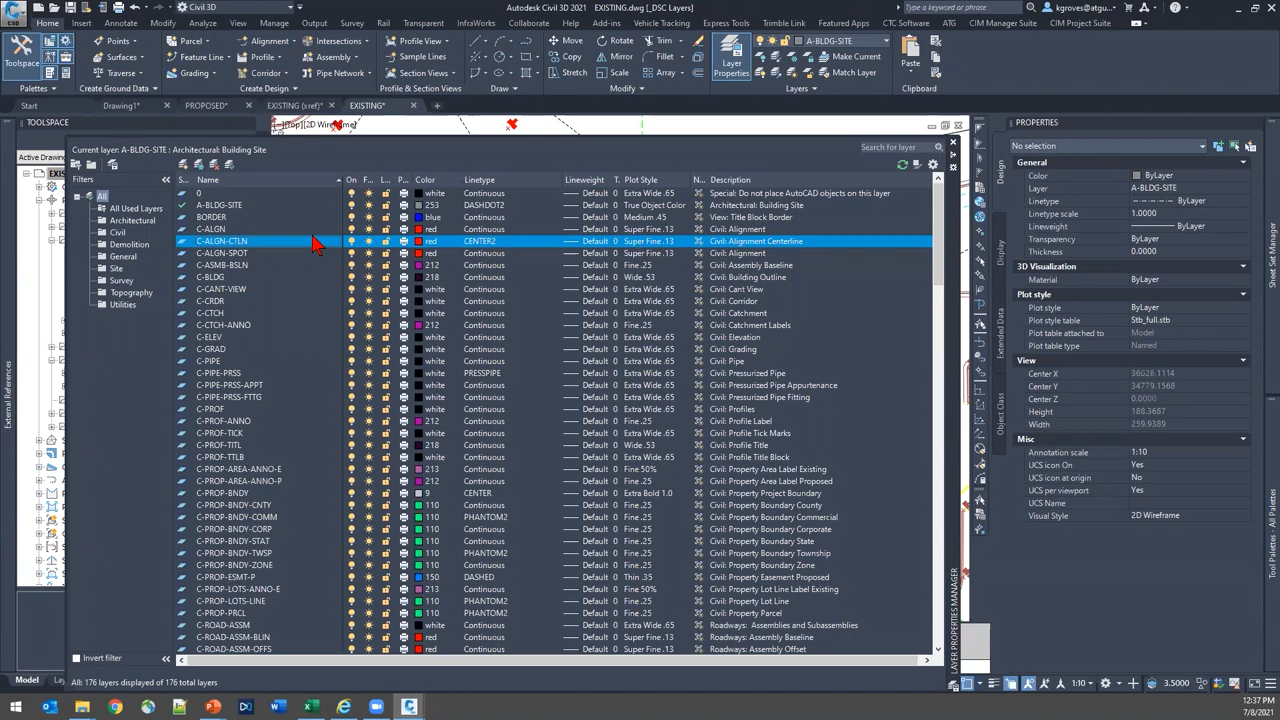 Civil 3D
Autodesk Civil 3D 2021 EXISTING.dwg [_DSC Layers]
Type a keyword or phrase
kgroves@atgu...
Home Insert Annotate Modify Analyze View Manage Output Survey Rail Transparent InfraWorks Collaborate Help Add-ins Vehicle Tracking Express Tools Trimble Link Featured Apps CTC Software ATG CIM Manager Suite CIM Project Suite
Toolspace
Points Parcel Alignment Intersections Profile View Move Rotate Trim A-BLDG-SITE
Surfaces Feature Line Profile Assembly Sample Lines Copy Mirror Fillet Make Current
Traverse Grading Corridor Pipe Network Section Views Stretch Scale Array Layer Properties Match Layer Paste
Palettes Create Ground Data Create Design Profile & Section Views Draw Modify Layers Clipboard
Start Drawing1* PROPOSED* EXISTING (xref)* EXISTING*
TOOLSPACE
[—][Top][2D Wireframe]
Active Drawing
Current layer: A-BLDG-SITE : Architectural: Building Site
Search for layer
Filters
All
All Used Layers
Architectural
Civil
Demolition
General
Site
Survey
Topography
Utilities
Invert filter
S... Name On F... L... P... Color Linetype Lineweight T. Plot Style N... Description
0 white Continuous Default 0 Extra Wide .65 Special: Do not place AutoCAD objects on this layer
A-BLDG-SITE 253 DASHDOT2 Default 0 True Object Color Architectural: Building Site
BORDER blue Continuous Default 0 Medium .45 View: Title Block Border
C-ALGN red Continuous Default 0 Super Fine .13 Civil: Alignment
C-ALGN-CTLN red CENTER2 Default 0 Super Fine .13 Civil: Alignment Centerline
C-ALGN-SPOT red Continuous Default 0 Super Fine .13 Civil: Alignment
C-ASMB-BSLN 212 Continuous Default 0 Fine .25 Civil: Assembly Baseline
C-BLDG 218 Continuous Default 0 Wide .53 Civil: Building Outline
C-CANT-VIEW white Continuous Default 0 Extra Wide .65 Civil: Cant View
C-CRDR white Continuous Default 0 Extra Wide .65 Civil: Corridor
C-CTCH white Continuous Default 0 Extra Wide .65 Civil: Catchment
C-CTCH-ANNO 212 Continuous Default 0 Fine .25 Civil: Catchment Labels
C-ELEV white Continuous Default 0 Extra Wide .65 Civil: Elevation
C-GRAD white Continuous Default 0 Extra Wide .65 Civil: Grading
C-PIPE white Continuous Default 0 Extra Wide .65 Civil: Pipe
C-PIPE-PRSS white PRESSPIPE Default 0 Extra Wide .65 Civil: Pressurized Pipe
C-PIPE-PRSS-APPT white Continuous Default 0 Extra Wide .65 Civil: Pressurized Pipe Appurtenance
C-PIPE-PRSS-FTTG white Continuous Default 0 Extra Wide .65 Civil: Pressurized Pipe Fitting
C-PROF white Continuous Default 0 Extra Wide .65 Civil: Profiles
C-PROF-ANNO 212 Continuous Default 0 Fine .25 Civil: Profile Label
C-PROF-TICK white Continuous Default 0 Extra Wide .65 Civil: Profile Tick Marks
C-PROF-TITL 218 Continuous Default 0 Wide .53 Civil: Profile Title
C-PROF-TTLB white Continuous Default 0 Extra Wide .65 Civil: Profile Title Block
C-PROP-AREA-ANNO-E 213 Continuous Default 0 Fine 50% Civil: Property Area Label Existing
C-PROP-AREA-ANNO-P 212 Continuous Default 0 Fine .25 Civil: Property Area Label Proposed
C-PROP-BNDY 9 CENTER Default 0 Extra Bold 1.0 Civil: Property Project Boundary
C-PROP-BNDY-CNTY 110 Continuous Default 0 Fine .25 Civil: Property Boundary County
C-PROP-BNDY-COMM 110 PHANTOM2 Default 0 Fine .25 Civil: Property Boundary Commercial
C-PROP-BNDY-CORP 110 Continuous Default 0 Fine .25 Civil: Property Boundary Corporate
C-PROP-BNDY-STAT 110 Continuous Default 0 Fine .25 Civil: Property Boundary State
C-PROP-BNDY-TWSP 110 PHANTOM2 Default 0 Fine .25 Civil: Property Boundary Township
C-PROP-BNDY-ZONE 110 Continuous Default 0 Fine .25 Civil: Property Boundary Zone
C-PROP-ESMT-P 150 DASHED Default 0 Thin .35 Civil: Property Easement Proposed
C-PROP-LOTS-ANNO-E 213 Continuous Default 0 Fine 50% Civil: Property Lot Line Label Existing
C-PROP-LOTS-LINE 110 PHANTOM2 Default 0 Fine .25 Civil: Property Lot Line
C-PROP-PRCL 110 PHANTOM2 Default 0 Fine .25 Civil: Property Parcel
C-ROAD-ASSM white Continuous Default 0 Extra Wide .65 Roadways: Assemblies and Subassemblies
C-ROAD-ASSM-BLIN red Continuous Default 0 Super Fine .13 Roadways: Assembly Baseline
C-ROAD-ASSM-OFFS red Continuous Default 0 Super Fine .13 Roadways: Assembly Offset
All: 176 layers displayed of 176 total layers
LAYER PROPERTIES MANAGER
External References
PROPERTIES
No selection
General
Color ByLayer
Layer A-BLDG-SITE
Linetype ByLayer
Linetype scale 1.0000
Lineweight ByLayer
Transparency ByLayer
Thickness 0.0000
3D Visualization
Material ByLayer
Plot style
Plot style ByLayer
Plot style table Stb_full.stb
Plot table attached to Model
Plot table type Named
View
Center X 36026.1114
Center Y 34779.1568
Center Z 0.0000
Height 188.3687
Width 259.9389
Misc
Annotation scale 1:10
UCS icon On Yes
UCS icon at origin No
UCS per viewport Yes
UCS Name
Visual Style 2D Wireframe
Design
Display
Extended Data
Object Class
Sheet Set Manager
Tool Palettes - All Palettes
Model
1:10 3.5000
12:37 PM
7/8/2021